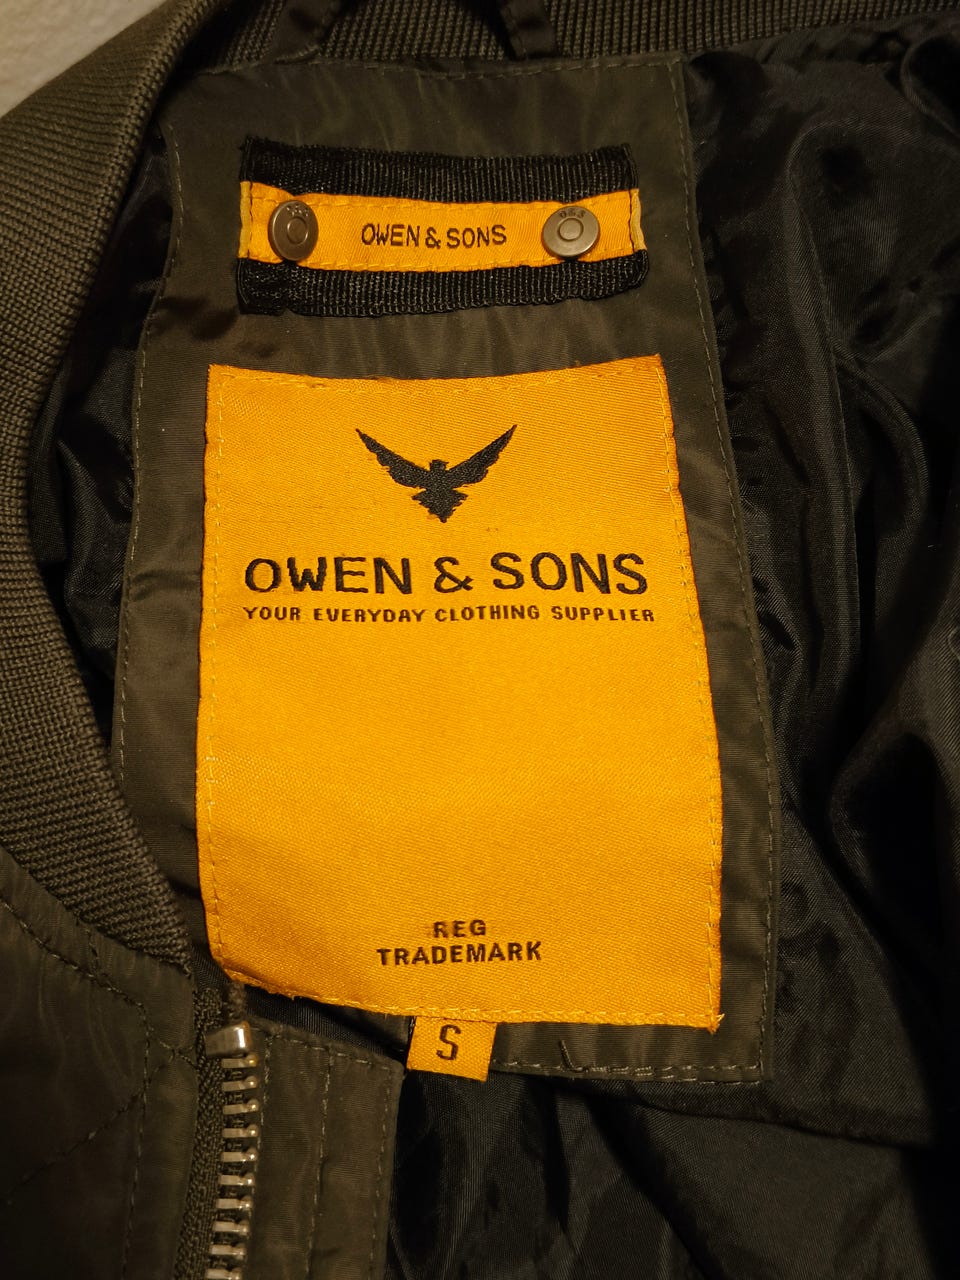 OWEN & SONS
OWEN & SONS
YOUR EVERYDAY CLOTHING SUPPLIER
REG
TRADEMARK
S